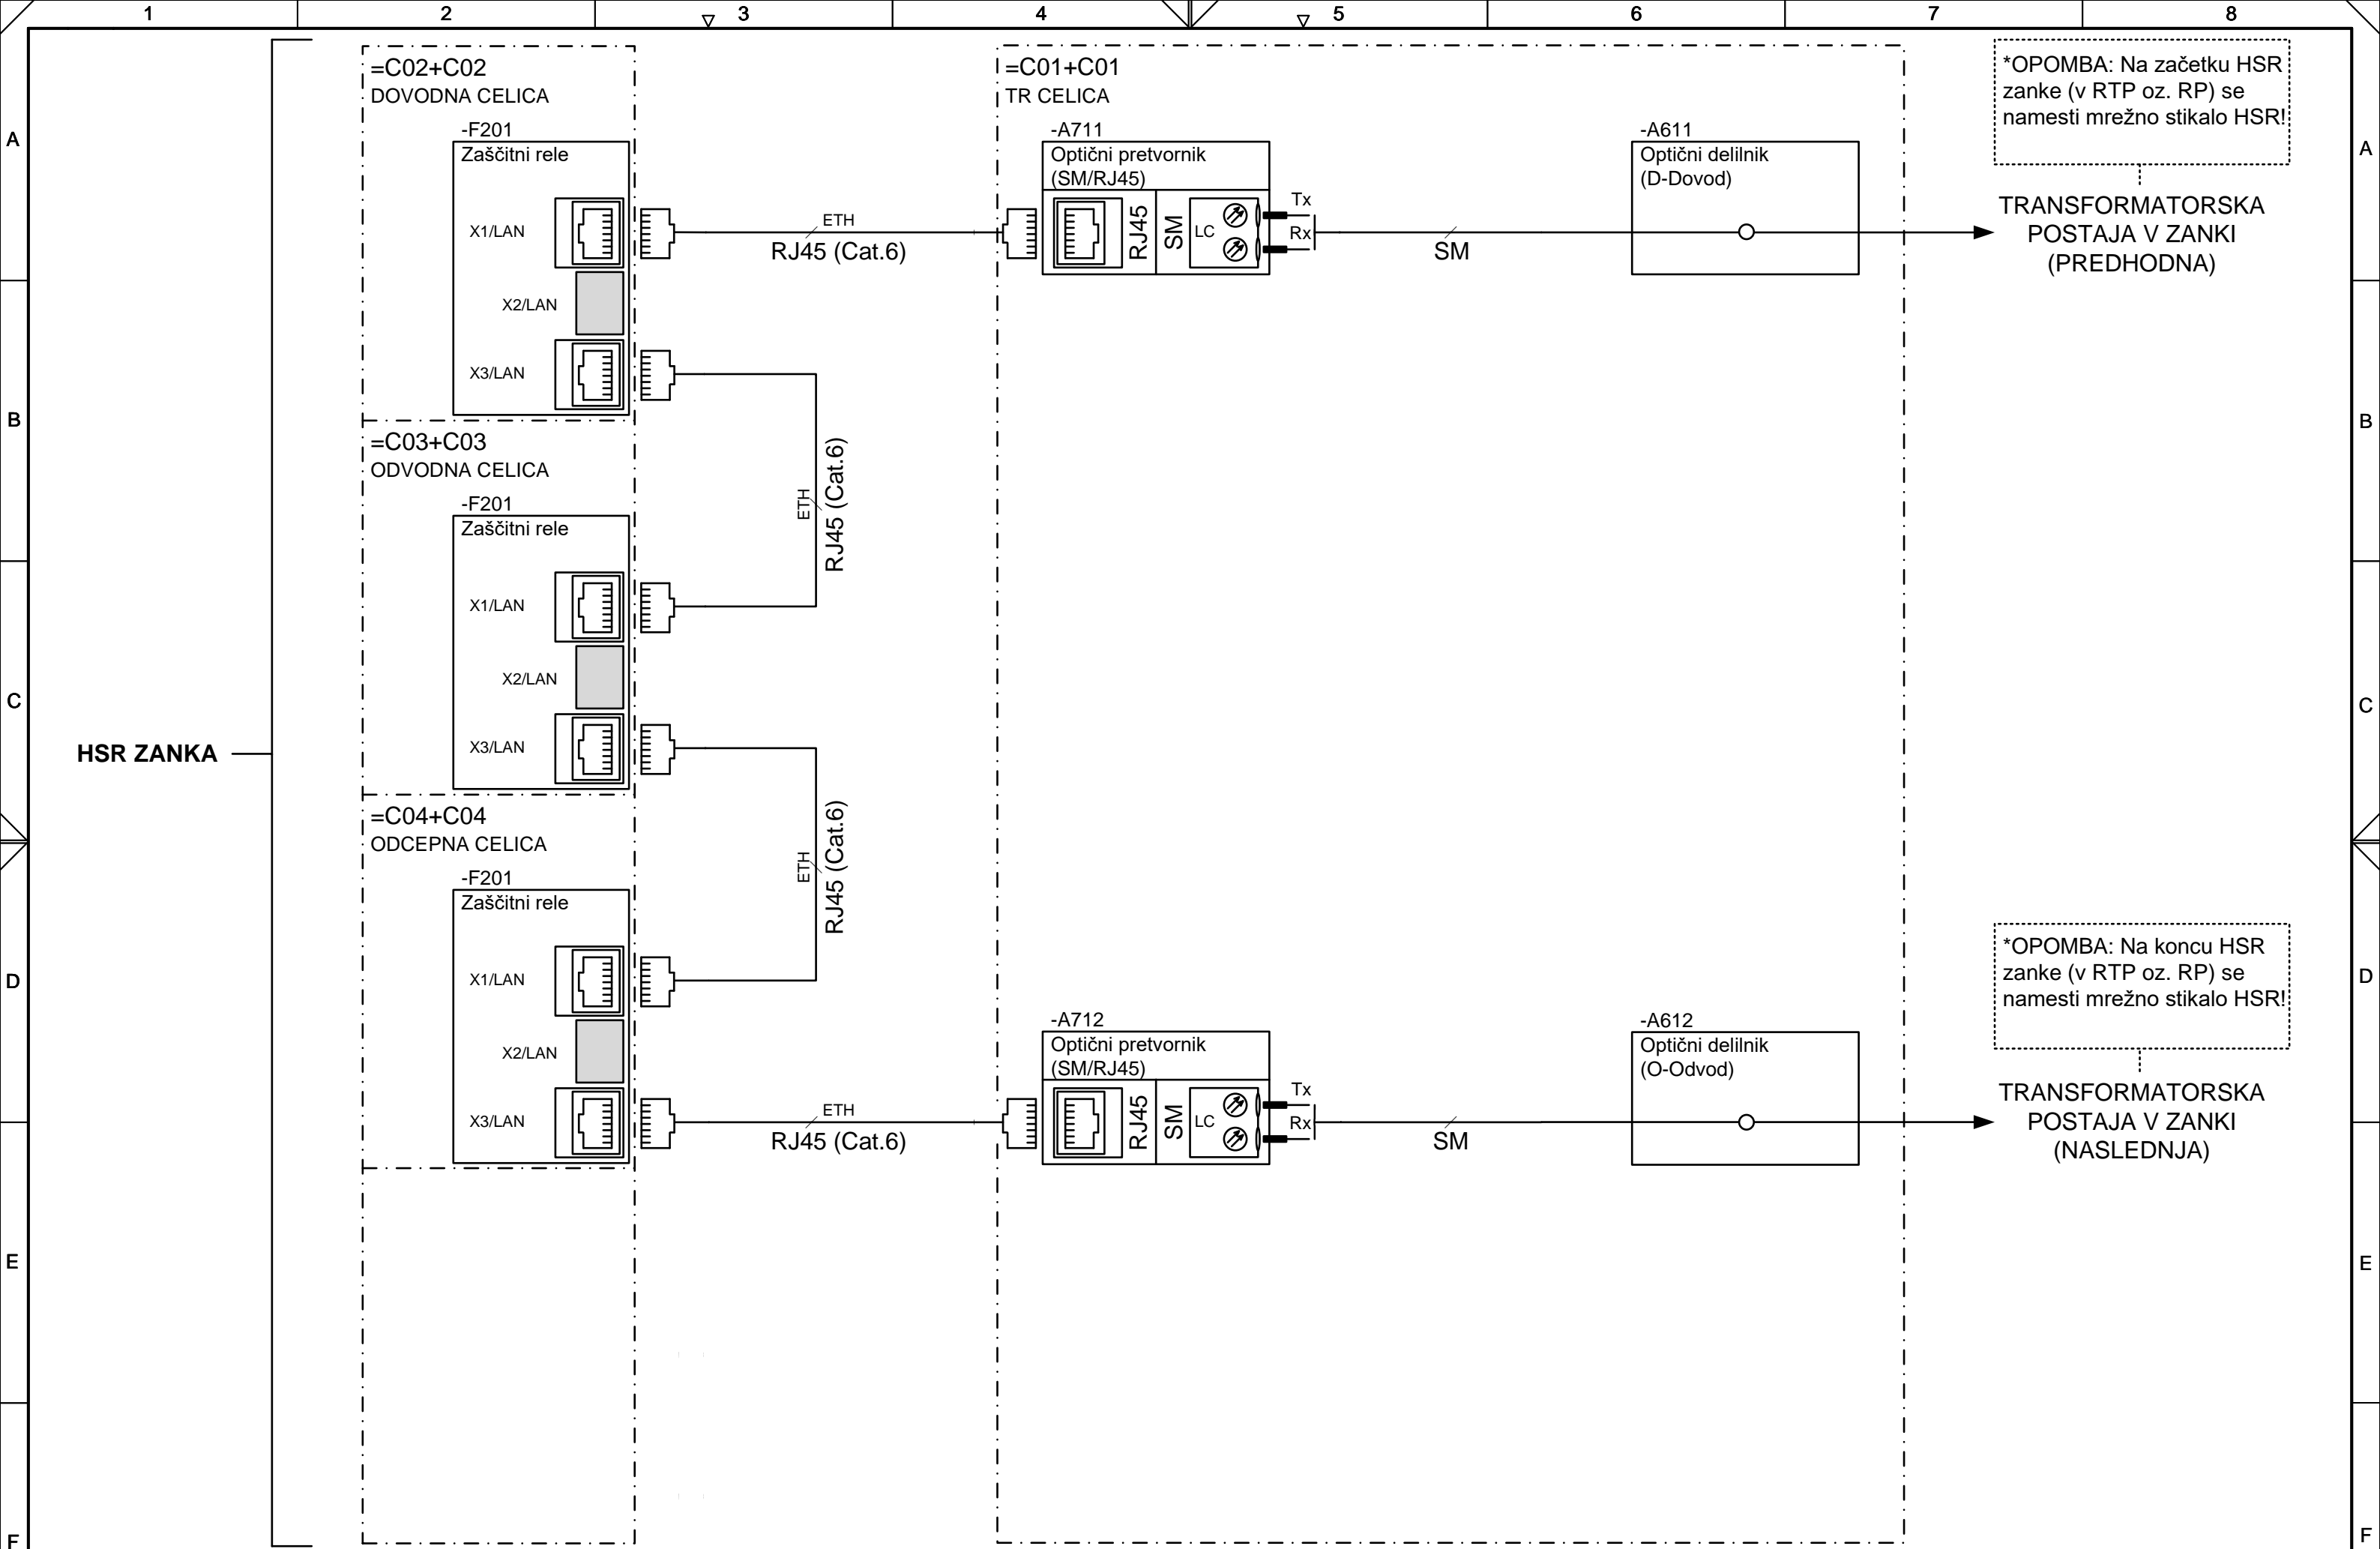 1 2 3 4 5 6 7 8
A
B
C
D
E
F
HSR ZANKA
=C02+C02
DOVODNA CELICA
-F201
Zaščitni rele
X1/LAN
X2/LAN
X3/LAN
=C03+C03
ODVODNA CELICA
-F201
Zaščitni rele
X1/LAN
X2/LAN
X3/LAN
=C04+C04
ODCEPNA CELICA
-F201
Zaščitni rele
X1/LAN
X2/LAN
X3/LAN
ETH
RJ45 (Cat.6)
ETH
RJ45 (Cat.6)
ETH
RJ45 (Cat.6)
ETH
RJ45 (Cat.6)
=C01+C01
TR CELICA
-A711
Optični pretvornik
(SM/RJ45)
RJ45
SM
LC
Tx
Rx
SM
-A611
Optični delilnik
(D-Dovod)
*OPOMBA: Na začetku HSR
zanke (v RTP oz. RP) se
namesti mrežno stikalo HSR!
TRANSFORMATORSKA
POSTAJA V ZANKI
(PREDHODNA)
-A712
Optični pretvornik
(SM/RJ45)
RJ45
SM
LC
Tx
Rx
SM
-A612
Optični delilnik
(O-Odvod)
*OPOMBA: Na koncu HSR
zanke (v RTP oz. RP) se
namesti mrežno stikalo HSR!
TRANSFORMATORSKA
POSTAJA V ZANKI
(NASLEDNJA)
A
B
C
D
E
F